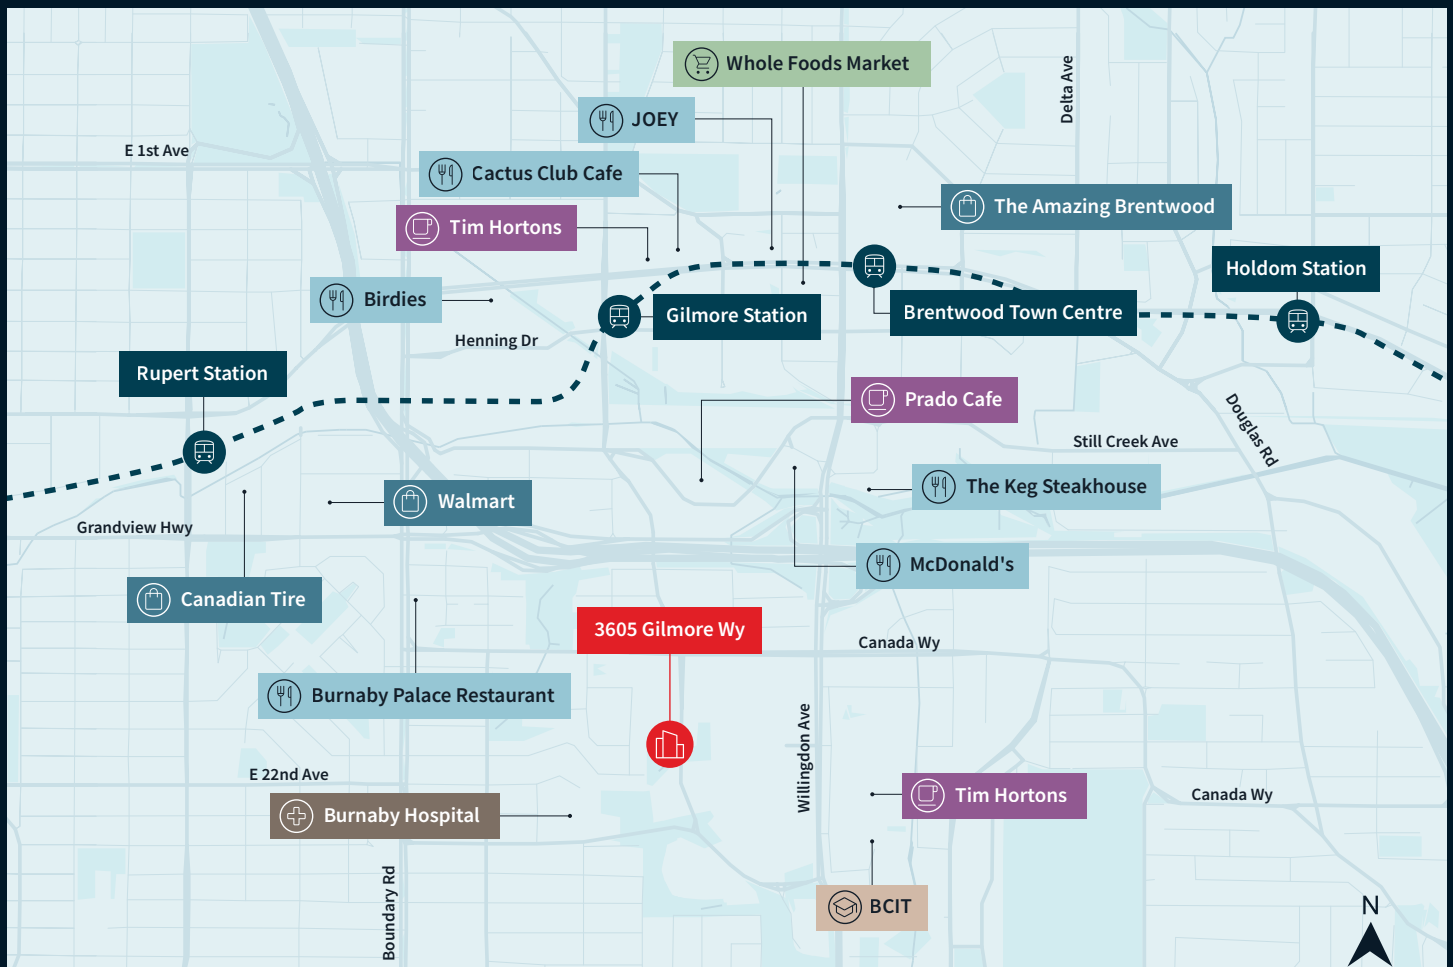 Whole Foods Market
Delta Ave
JOEY
E 1st Ave
Cactus Club Cafe
The Amazing Brentwood
Tim Hortons
Holdom Station
Birdies
Gilmore Station
Brentwood Town Centre
Henning Dr
Rupert Station
Prado Cafe
Douglas Rd
Still Creek Ave
The Keg Steakhouse
Walmart
Grandview Hwy
McDonald's
Canadian Tire
3605 Gilmore Wy
Canada Wy
Burnaby Palace Restaurant
Willingdon Ave
E 22nd Ave
Tim Hortons
Canada Wy
Burnaby Hospital
Boundary Rd
BCIT
N